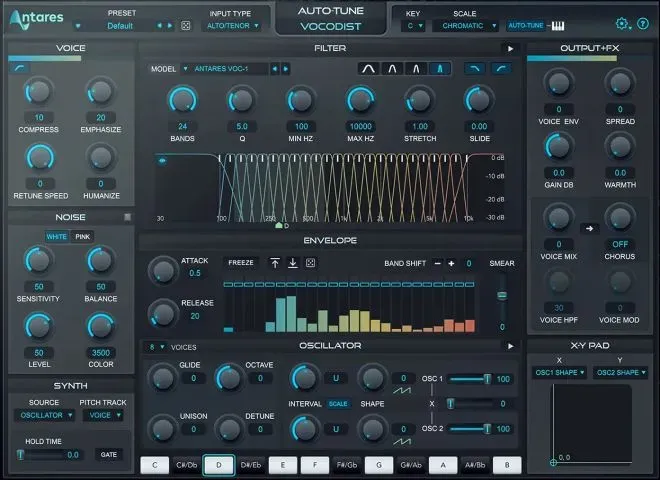 Antares
PRESET
Default
INPUT TYPE
ALTO/TENOR
AUTO-TUNE
VOCODIST
KEY
C
SCALE
CHROMATIC
AUTO-TUNE
?
VOICE
10
COMPRESS
20
EMPHASIZE
0
RETUNE SPEED
0
HUMANIZE
NOISE
WHITE PINK
50
SENSITIVITY
50
BALANCE
50
LEVEL
3500
COLOR
SYNTH
SOURCE
OSCILLATOR
PITCH TRACK
VOICE
HOLD TIME
0.0
GATE
FILTER
MODEL ANTARES VOC-1
24
BANDS
5.0
Q
100
MIN HZ
10000
MAX HZ
1.00
STRETCH
0.00
SLIDE
0 dB
-10 dB
-20 dB
-30 dB
30 100 250 500 1k 2k 5k 10k
D
ENVELOPE
ATTACK
0.5
RELEASE
20
FREEZE
BAND SHIFT - + 0
SMEAR
0
8 VOICES
OSCILLATOR
GLIDE
0
OCTAVE
0
UNISON
0
DETUNE
0
U
INTERVAL SCALE
U
0
SHAPE
0
OSC 1 100
X 0
OSC 2 100
C C#/Db D D#/Eb E F F#/Gb G G#/Ab A A#/Bb B
OUTPUT+FX
0
VOICE ENV
0
SPREAD
0.0
GAIN DB
0.0
WARMTH
0
VOICE MIX
OFF
CHORUS
30
VOICE HPF
0
VOICE MOD
X-Y PAD
X
OSC1 SHAPE
Y
OSC2 SHAPE
0, 0